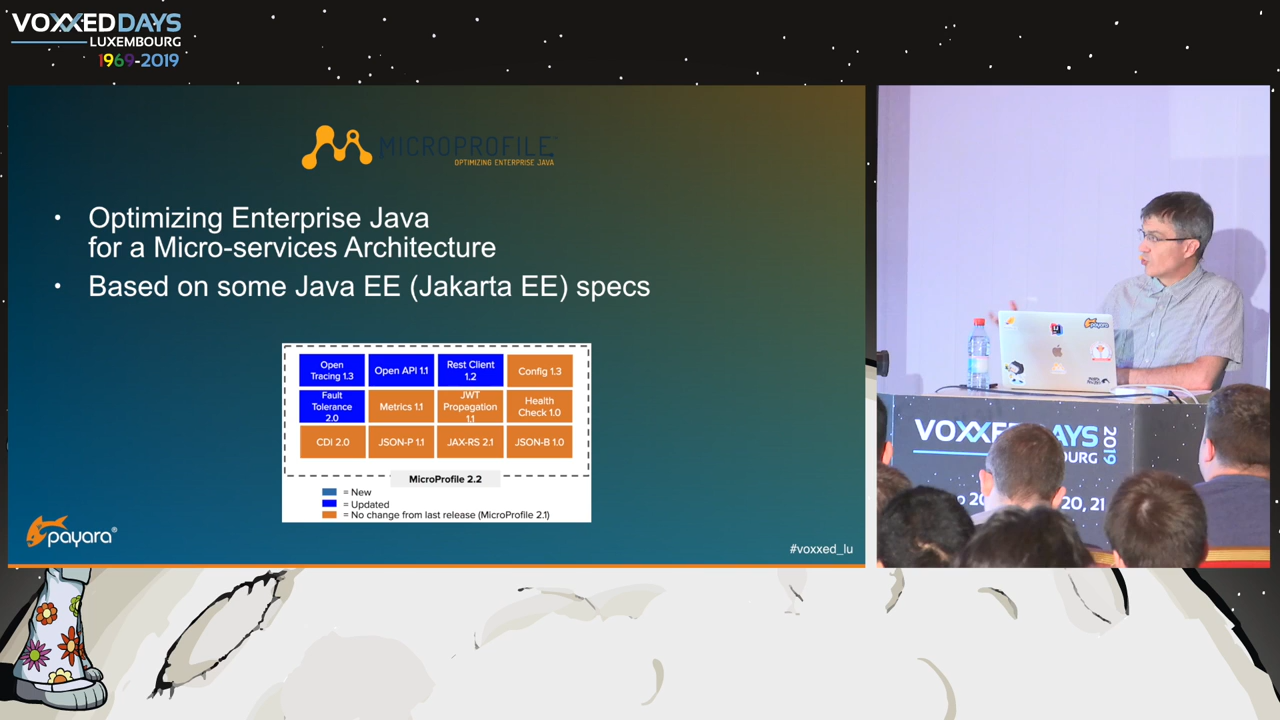 VOXXEDDAYS
LUXEMBOURG
1969-2019
MICROPROFILE
OPTIMIZING ENTERPRISE JAVA
• Optimizing Enterprise Java
for a Micro-services Architecture
• Based on some Java EE (Jakarta EE) specs
Open Tracing 1.3
Open API 1.1
Rest Client 1.2
Config 1.3
Fault Tolerance 2.0
Metrics 1.1
JWT Propagation 1.1
Health Check 1.0
CDI 2.0
JSON-P 1.1
JAX-RS 2.1
JSON-B 1.0
MicroProfile 2.2
= New
= Updated
= No change from last release (MicroProfile 2.1)
payara®
#voxxed_lu
payara
VOXXED DAYS
2019
BOURG
20, 21